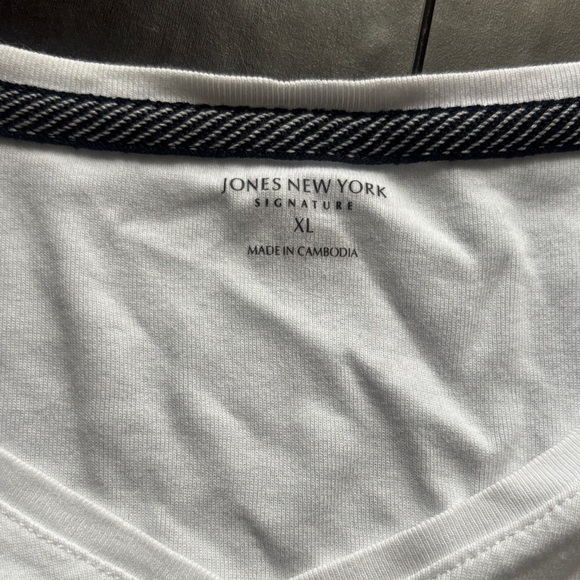 JONES NEW YORK
SIGNATURE
XL
MADE IN CAMBODIA